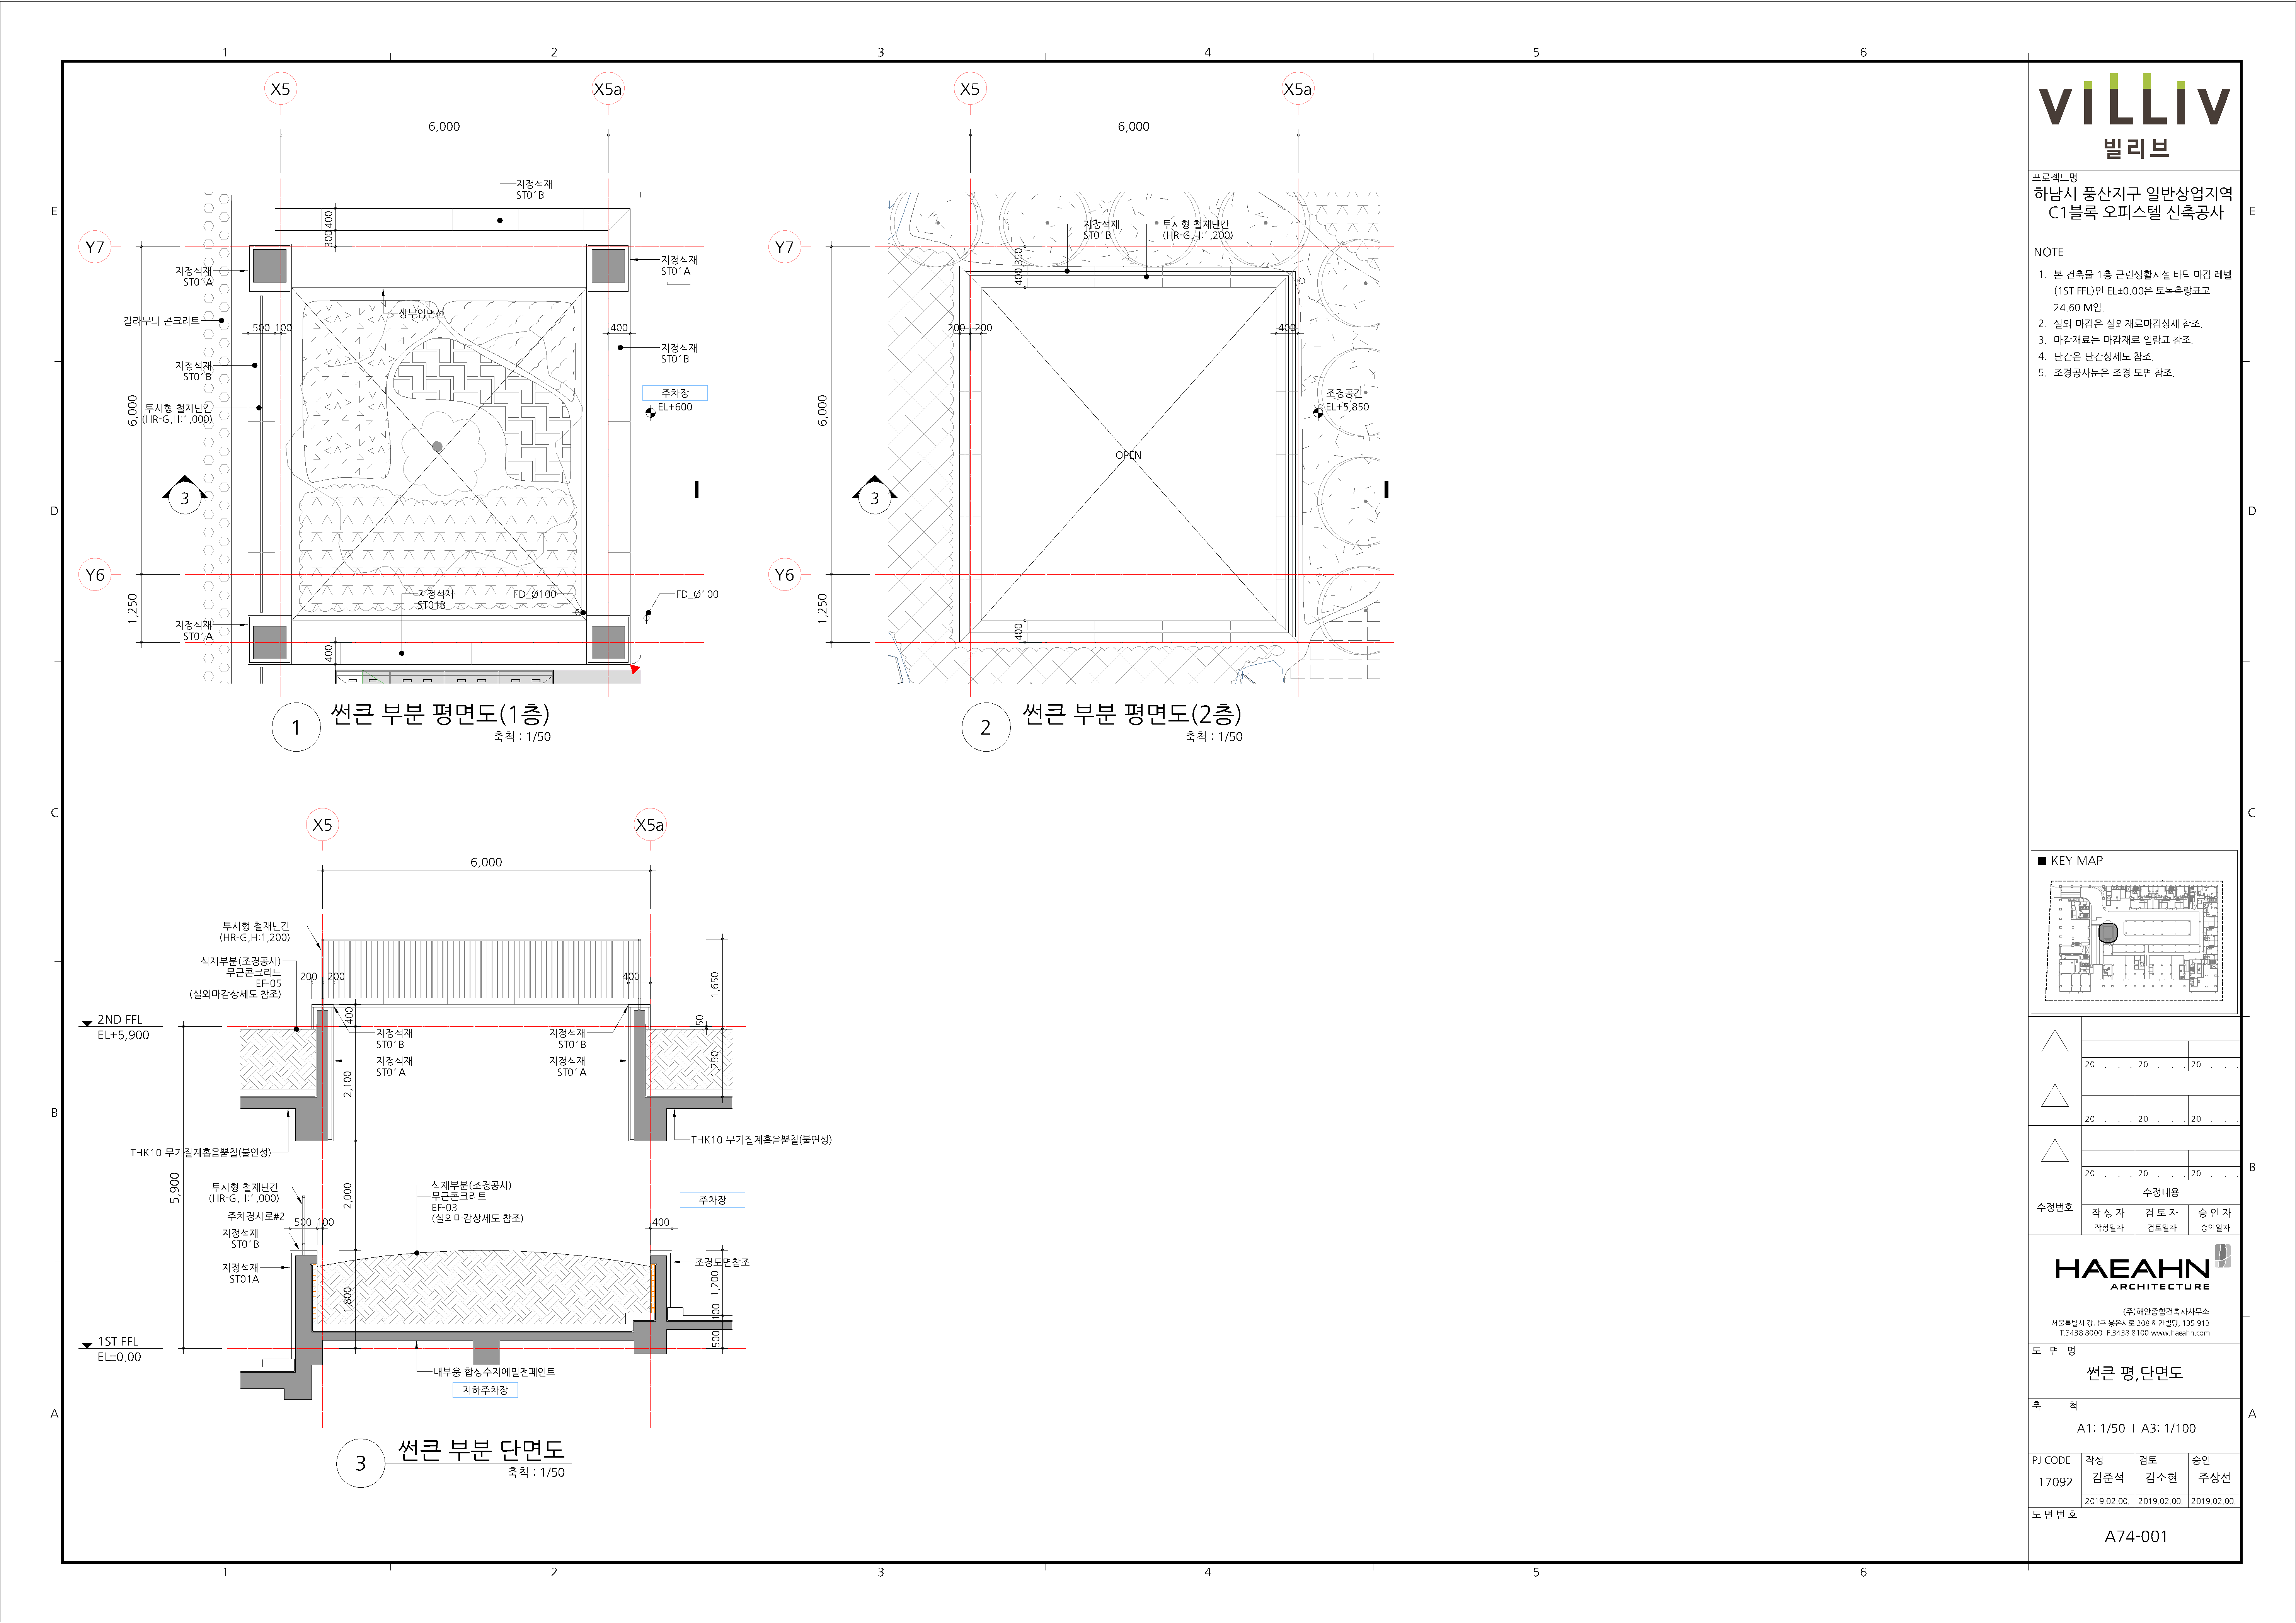 1
2
3
4
5
6
E
D
C
B
A
X5
X5a
6,000
지정석재
ST01B
400
300
Y7
지정석재
ST01A
지정석재
ST01A
칼라무늬 콘크리트
상부입면선
500
100
400
지정석재
ST01B
지정석재
ST01B
주차장
EL+600
투시형 철재난간
(HR-G,H:1,000)
6,000
3
Y6
지정석재
ST01B
FD_Ø100
FD_Ø100
1,250
지정석재
ST01A
400
1
썬큰 부분 평면도(1층)
축척 : 1/50
X5
X5a
6,000
지정석재
ST01B
투시형 철재난간
(HR-G,H:1,200)
Y7
350
400
200
200
400
조경공간
EL+5,850
6,000
OPEN
3
Y6
1,250
400
2
썬큰 부분 평면도(2층)
축척 : 1/50
X5
X5a
6,000
투시형 철재난간
(HR-G,H:1,200)
식재부분(조경공사)
무근콘크리트
EF-05
(실외마감상세도 참조)
200
200
400
1,650
400
50
2ND FFL
EL+5,900
지정석재
ST01B
지정석재
ST01B
지정석재
ST01A
지정석재
ST01A
1,250
2,100
THK10 무기질계흡음뿜칠(불연성)
THK10 무기질계흡음뿜칠(불연성)
5,900
투시형 철재난간
(HR-G,H:1,000)
주차경사로#2
2,000
식재부분(조경공사)
무근콘크리트
EF-03
(실외마감상세도 참조)
주차장
500
100
400
지정석재
ST01B
지정석재
ST01A
조경도면참조
1,200
1,800
100
500
1ST FFL
EL±0.00
내부용 합성수지에멀전페인트
지하주차장
3
썬큰 부분 단면도
축척 : 1/50
VILLIV
빌리브
프로젝트명
하남시 풍산지구 일반상업지역
C1블록 오피스텔 신축공사
NOTE
1. 본 건축물 1층 근린생활시설 바닥 마감 레벨
(1ST FFL)인 EL±0.00은 토목측량표고
24.60 M임.
2. 실외 마감은 실외재료마감상세 참조.
3. 마감재료는 마감재료 일람표 참조.
4. 난간은 난간상세도 참조.
5. 조경공사분은 조경 도면 참조.
■ KEY MAP
20 . . . 20 . . . 20 . . .
20 . . . 20 . . . 20 . . .
20 . . . 20 . . . 20 . . .
수정번호
수정내용
작 성 자 검 토 자 승 인 자
작성일자 검토일자 승인일자
HAEAHN
ARCHITECTURE
(주)해안종합건축사사무소
서울특별시 강남구 봉은사로 208 해안빌딩, 135-913
T.3438 8000 F.3438 8100 www.haeahn.com
도 면 명
썬큰 평,단면도
축 척
A1: 1/50 I A3: 1/100
PJ CODE 작성 검토 승인
17092 김준석 김소현 주상선
2019.02.00. 2019.02.00. 2019.02.00.
도 면 번 호
A74-001
E
D
C
B
A
1
2
3
4
5
6